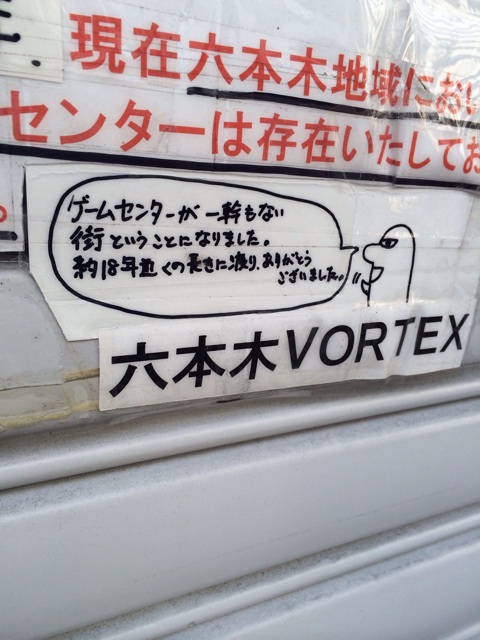 現在六本木地域におい
センターは存在いたしてお
ゲームセンターが一幹もない
街ということになりました。
約18年近くの長きに渡り、ありがとう
ございました。
六本木VORTEX